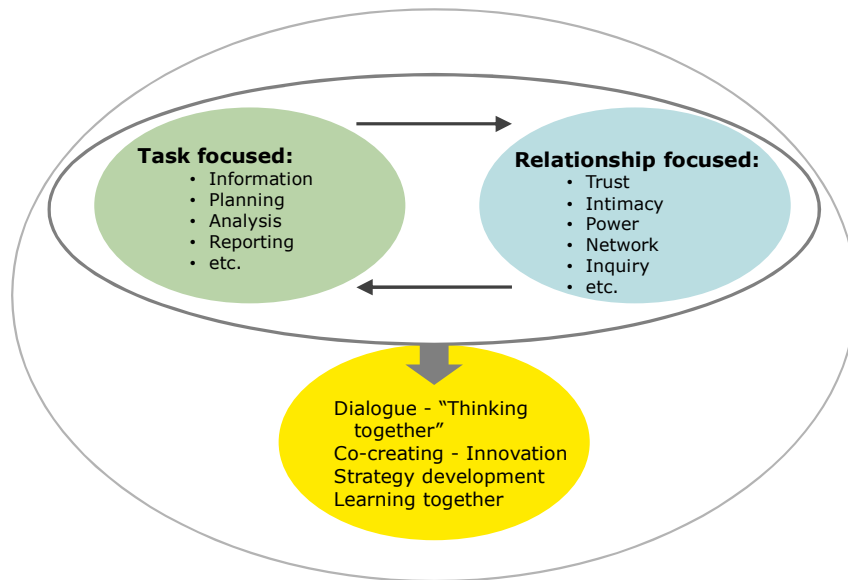 Task focused:
• Information
• Planning
• Analysis
• Reporting
• etc.
Relationship focused:
• Trust
• Intimacy
• Power
• Network
• Inquiry
• etc.
Dialogue - “Thinking
together”
Co-creating - Innovation
Strategy development
Learning together